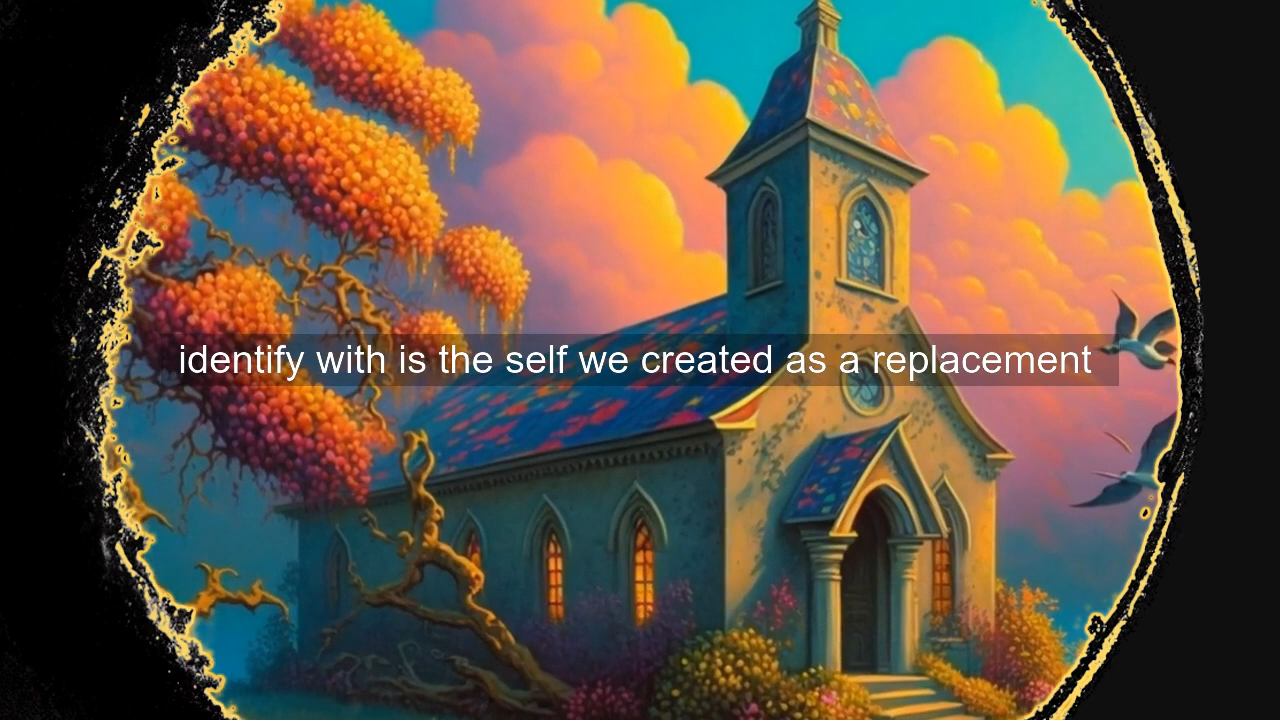 identify with is the self we created as a replacement